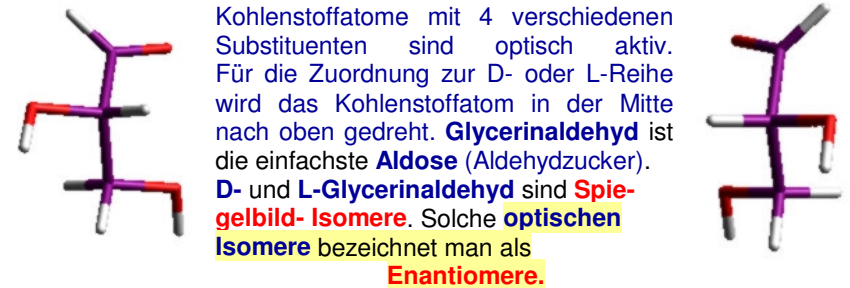 Kohlenstoffatome mit 4 verschiedenen
Substituenten sind optisch aktiv.
Für die Zuordnung zur D- oder L-Reihe
wird das Kohlenstoffatom in der Mitte
nach oben gedreht. Glycerinaldehyd ist
die einfachste Aldose (Aldehydzucker).
D- und L-Glycerinaldehyd sind Spie-
gelbild- Isomere. Solche optischen
Isomere bezeichnet man als
Enantiomere.